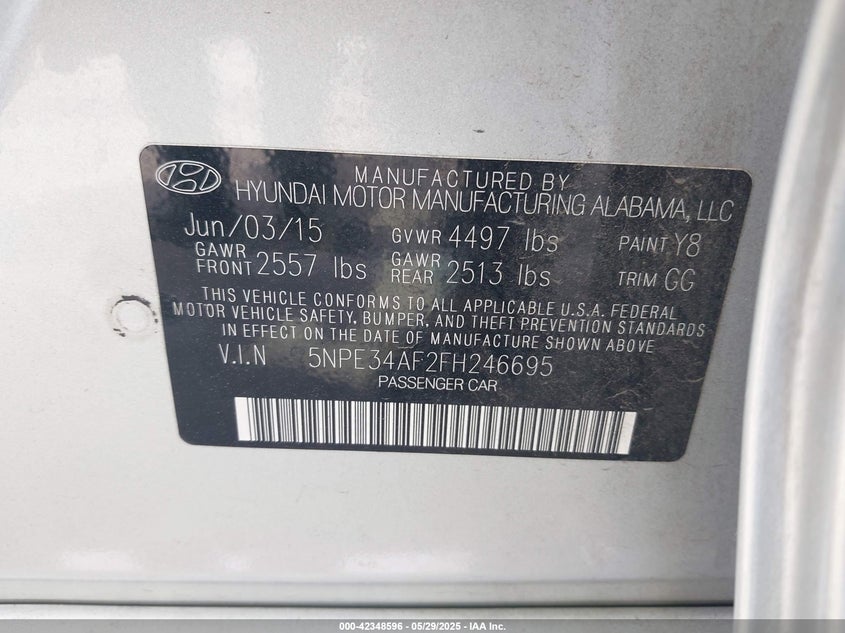 MANUFACTURED BY
HYUNDAI MOTOR MANUFACTURING ALABAMA, LLC
Jun/03/15 GVWR 4497 lbs PAINT Y8
GAWR FRONT 2557 lbs GAWR REAR 2513 lbs TRIM GG
THIS VEHICLE CONFORMS TO ALL APPLICABLE U.S.A. FEDERAL
MOTOR VEHICLE SAFETY, BUMPER, AND THEFT PREVENTION STANDARDS
IN EFFECT ON THE DATE OF MANUFACTURE SHOWN ABOVE
V.I.N 5NPE34AF2FH246695
PASSENGER CAR
000-42348596 - 05/29/2025 - IAA Inc.